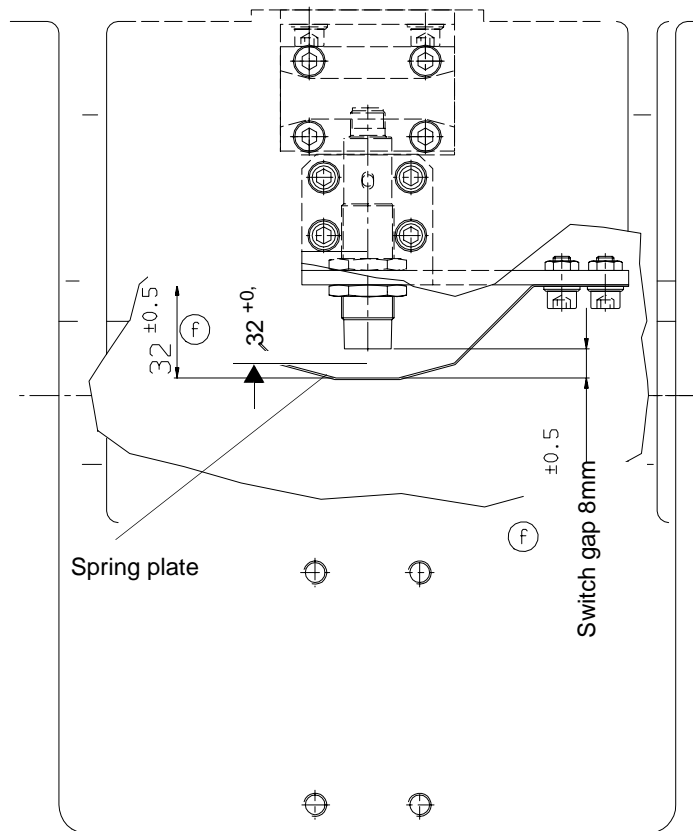 32 ±0.5
f
32 +0,
±0.5
Switch gap 8mm
f
Spring plate